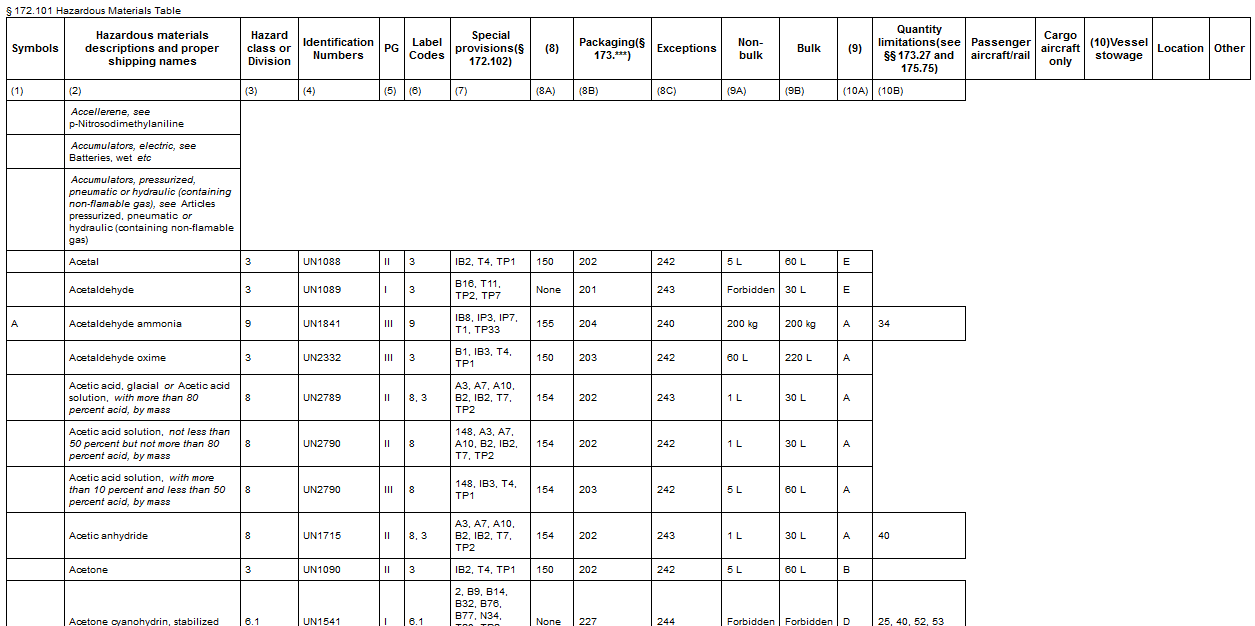 § 172.101 Hazardous Materials Table
Symbols Hazardous materials descriptions and proper shipping names Hazard class or Division Identification Numbers PG Label Codes Special provisions(§ 172.102) (8) Packaging(§ 173.***) Exceptions Non-bulk Bulk (9) Quantity limitations(see §§ 173.27 and 175.75) Passenger aircraft/rail Cargo aircraft only (10)Vessel stowage Location Other
(1) (2) (3) (4) (5) (6) (7) (8A) (8B) (8C) (9A) (9B) (10A) (10B)
Accellerene, see
p-Nitrosodimethylaniline
Accumulators, electric, see
Batteries, wet etc
Accumulators, pressurized,
pneumatic or hydraulic (containing
non-flamable gas), see Articles
pressurized, pneumatic or
hydraulic (containing non-flamable
gas)
Acetal 3 UN1088 II 3 IB2, T4, TP1 150 202 242 5 L 60 L E
Acetaldehyde 3 UN1089 I 3 B16, T11, TP2, TP7 None 201 243 Forbidden 30 L E
A Acetaldehyde ammonia 9 UN1841 III 9 IB8, IP3, IP7, T1, TP33 155 204 240 200 kg 200 kg A 34
Acetaldehyde oxime 3 UN2332 III 3 B1, IB3, T4, TP1 150 203 242 60 L 220 L A
Acetic acid, glacial or Acetic acid solution, with more than 80 percent acid, by mass 8 UN2789 II 8, 3 A3, A7, A10, B2, IB2, T7, TP2 154 202 243 1 L 30 L A
Acetic acid solution, not less than 50 percent but not more than 80 percent acid, by mass 8 UN2790 II 8 148, A3, A7, A10, B2, IB2, T7, TP2 154 202 242 1 L 30 L A
Acetic acid solution, with more than 10 percent and less than 50 percent acid, by mass 8 UN2790 III 8 148, IB3, T4, TP1 154 203 242 5 L 60 L A
Acetic anhydride 8 UN1715 II 8, 3 A3, A7, A10, B2, IB2, T7, TP2 154 202 243 1 L 30 L A 40
Acetone 3 UN1090 II 3 IB2, T4, TP1 150 202 242 5 L 60 L B
Acetone cyanohydrin, stabilized 6.1 UN1541 I 6.1 2, B9, B14, B32, B76, B77, N34, None 227 244 Forbidden Forbidden D 25, 40, 52, 53